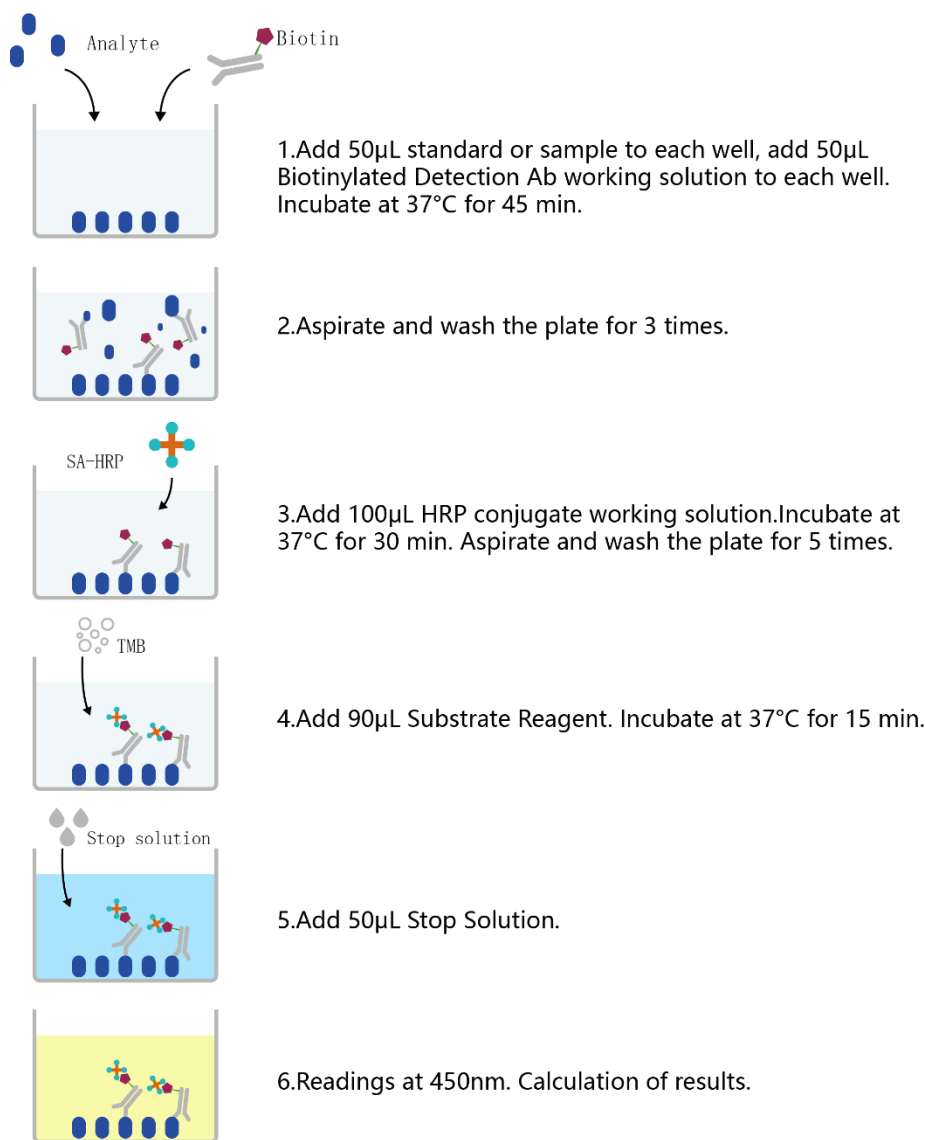 Analyte
Biotin
1.Add 50μL standard or sample to each well, add 50μL
Biotinylated Detection Ab working solution to each well.
Incubate at 37°C for 45 min.
2.Aspirate and wash the plate for 3 times.
SA-HRP
3.Add 100μL HRP conjugate working solution.Incubate at
37°C for 30 min. Aspirate and wash the plate for 5 times.
TMB
4.Add 90μL Substrate Reagent. Incubate at 37°C for 15 min.
Stop solution
5.Add 50μL Stop Solution.
6.Readings at 450nm. Calculation of results.